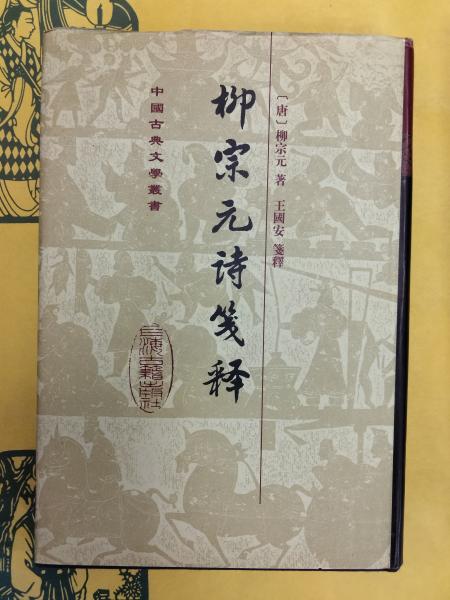 〔唐〕柳宗元 著 王國安 箋釋
柳宗元诗笺释
中國古典文學叢書
上海古籍出版社